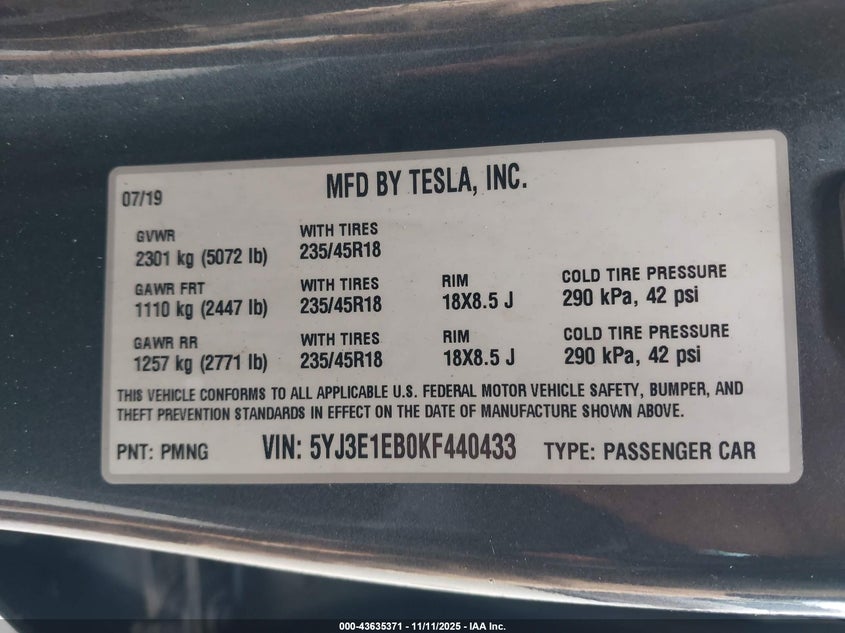 07/19
MFD BY TESLA, INC.
GVWR
2301 kg (5072 lb)
WITH TIRES
235/45R18
GAWR FRT
1110 kg (2447 lb)
WITH TIRES
235/45R18
RIM
18X8.5 J
COLD TIRE PRESSURE
290 kPa, 42 psi
GAWR RR
1257 kg (2771 lb)
WITH TIRES
235/45R18
RIM
18X8.5 J
COLD TIRE PRESSURE
290 kPa, 42 psi
THIS VEHICLE CONFORMS TO ALL APPLICABLE U.S. FEDERAL MOTOR VEHICLE SAFETY, BUMPER, AND
THEFT PREVENTION STANDARDS IN EFFECT ON THE DATE OF MANUFACTURE SHOWN ABOVE.
PNT: PMNG
VIN: 5YJ3E1EB0KF440433
TYPE: PASSENGER CAR
000-43635371 - 11/11/2025 - IAA Inc.